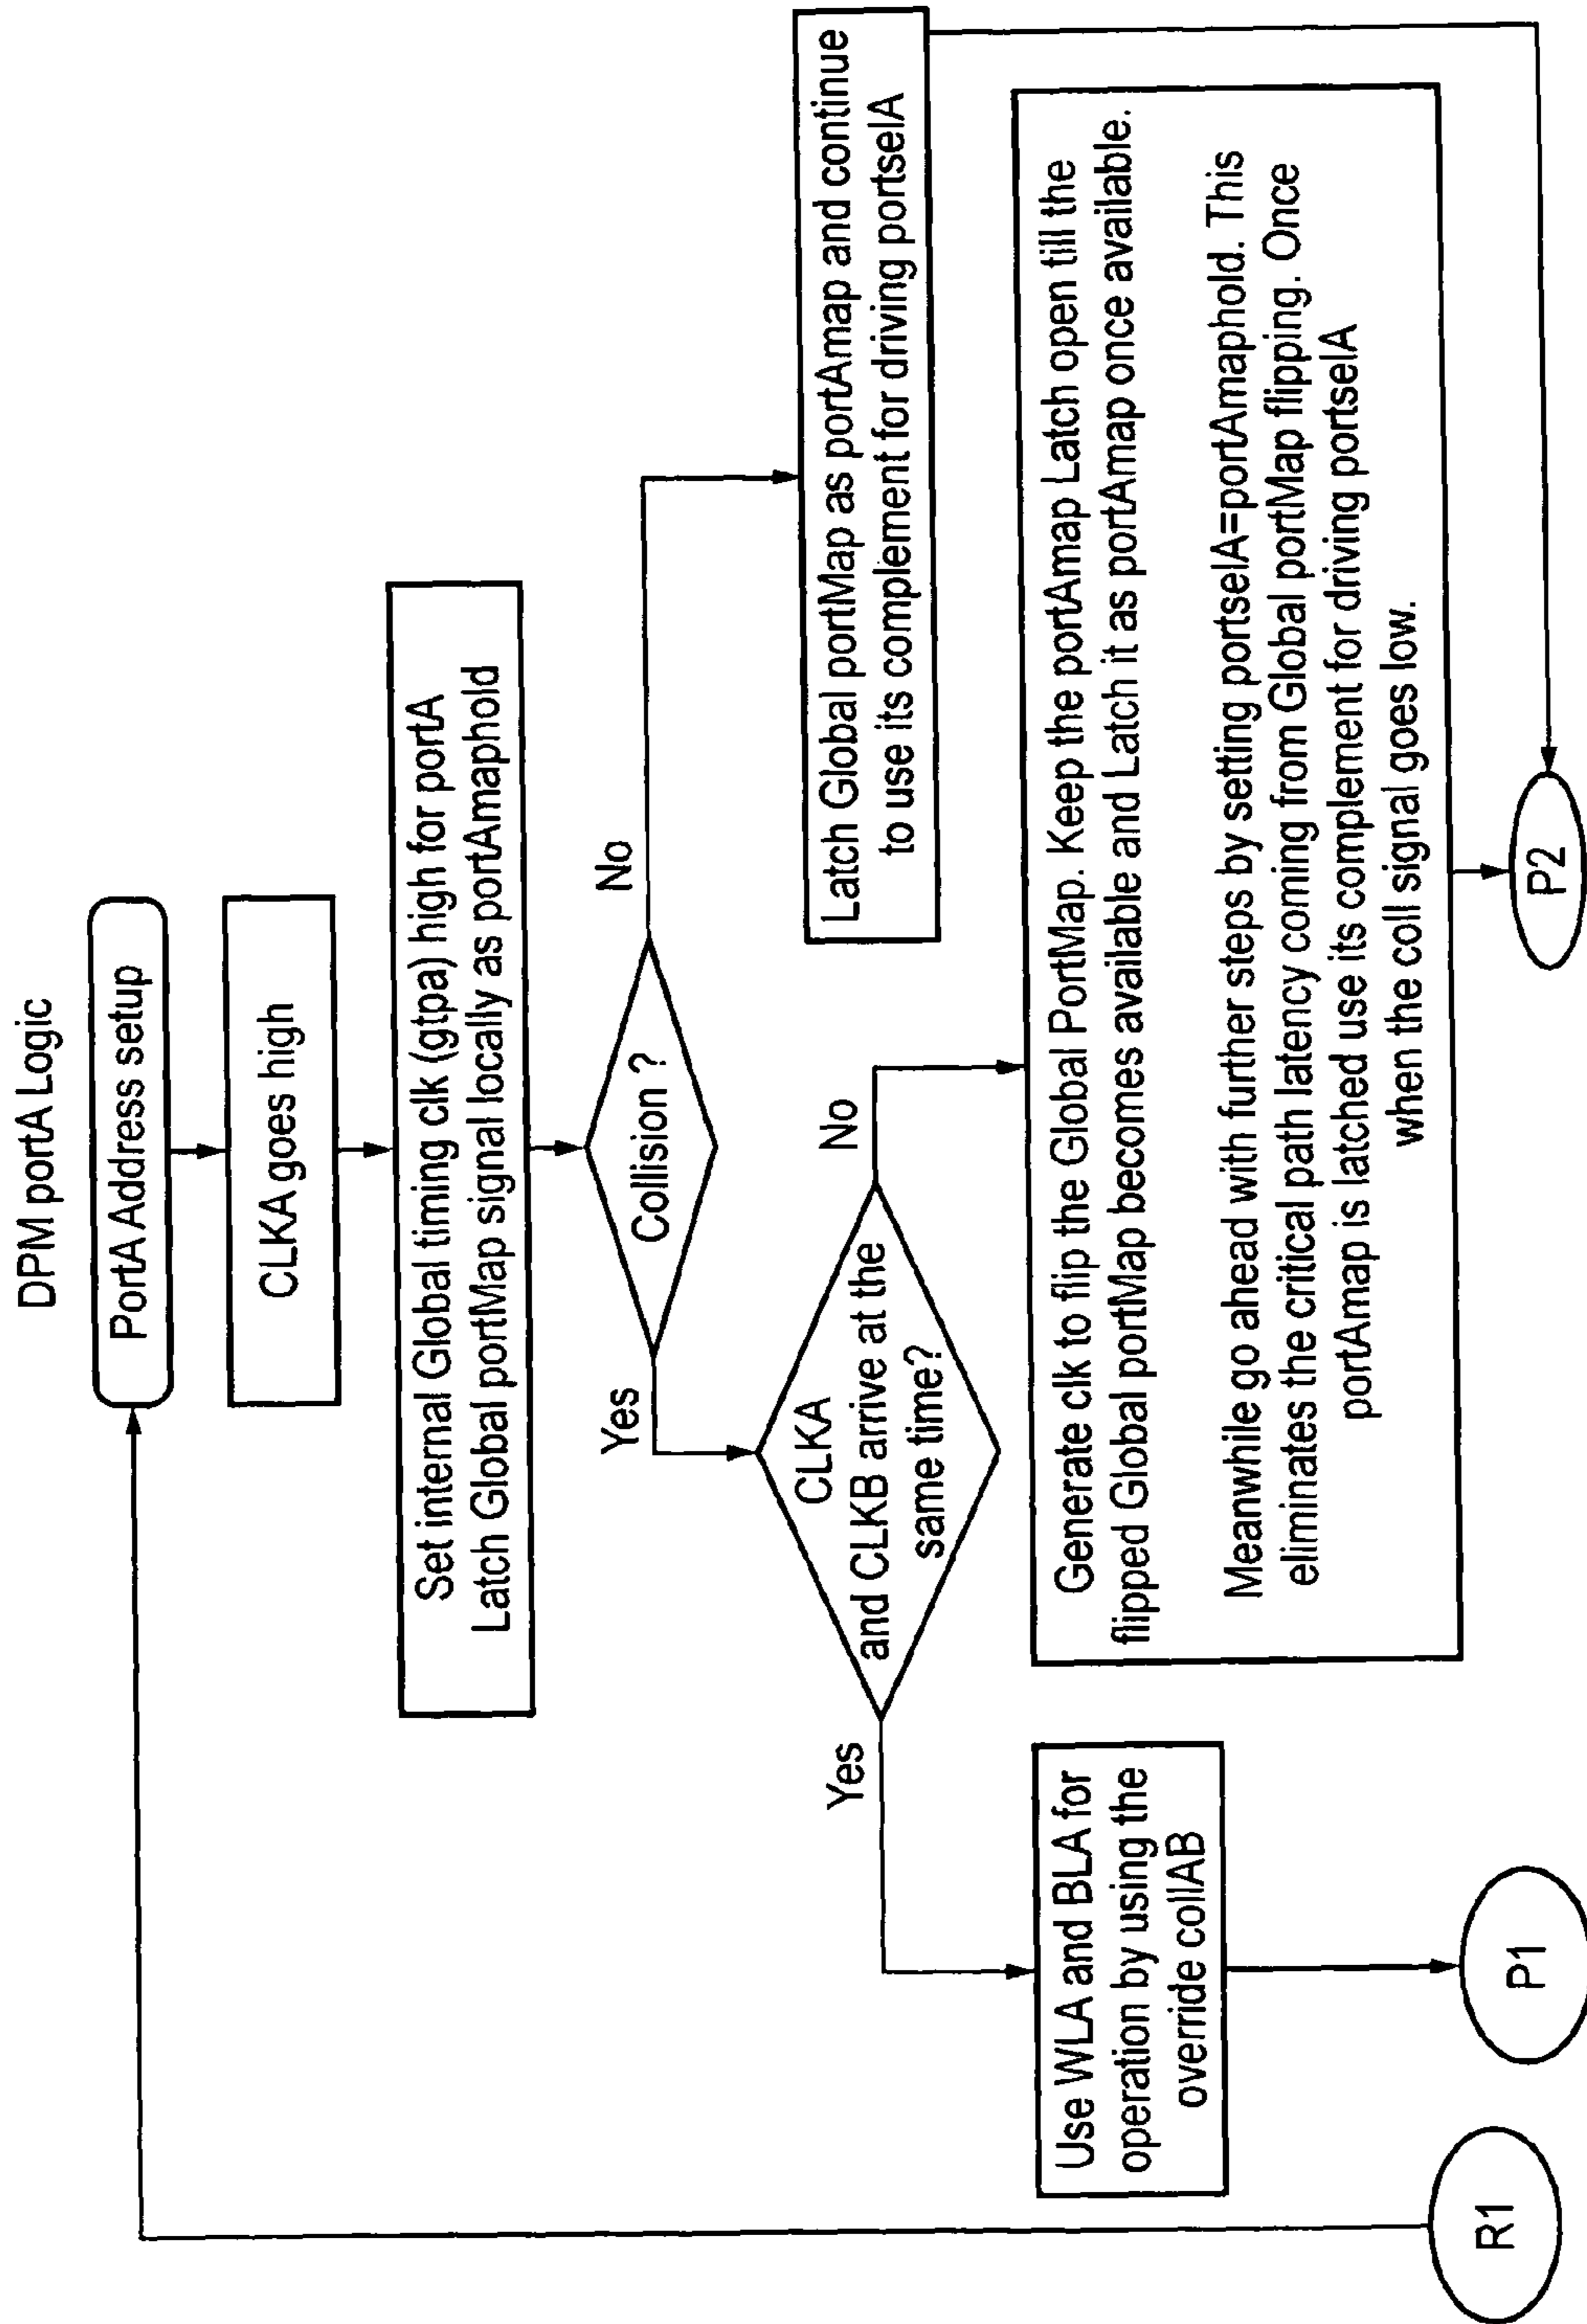 DPM portA Logic
PortA Address setup
CLKA goes high
Set internal Global timing clk (gtpa) high for portA
Latch Global portMap signal locally as portAmaphold
Collision ?
Yes
No
CLKA
and CLKB arrive at the
same time?
Latch Global portMap as portAmap and continue
to use its complement for driving portselA
Yes
No
Use WLA and BLA for
operation by using the
override collAB
Generate clk to flip the Global PortMap. Keep the portAmap Latch open till the
flipped Global portMap becomes available and Latch it as portAmap once available.
Meanwhile go ahead with further steps by setting portselA=portAmaphold. This
eliminates the critical path latency coming from Global portMap flipping. Once
portAmap is latched use its complement for driving portselA
when the coll signal goes low.
R1
P1
P2